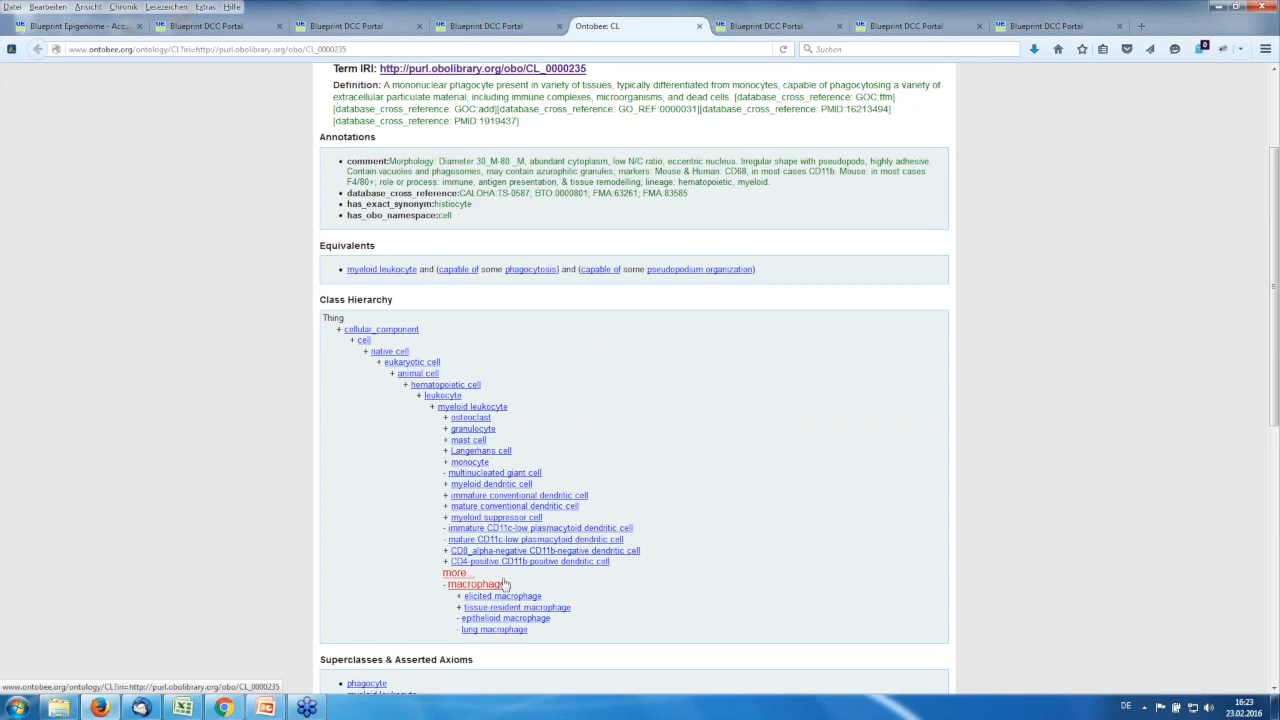 Datei Bearbeiten Ansicht Chronik Lesezeichen Extras Hilfe
Blueprint Epigenome - Acc... Blueprint DCC Portal Blueprint DCC Portal Blueprint DCC Portal Ontobee: CL Blueprint DCC Portal Blueprint DCC Portal Blueprint DCC Portal
www.ontobee.org/ontology/CL?iri=http://purl.obolibrary.org/obo/CL_0000235 Suchen
Term IRI: http://purl.obolibrary.org/obo/CL_0000235
Definition: A mononuclear phagocyte present in variety of tissues, typically differentiated from monocytes, capable of phagocytosing a variety of
extracellular particulate material, including immune complexes, microorganisms, and dead cells. [database_cross_reference: GOC:tfm]
[database_cross_reference: GOC:add][database_cross_reference: GO_REF:0000031][database_cross_reference: PMID:16213494]
[database_cross_reference: PMID:1919437]
Annotations
• comment:Morphology: Diameter 30_M-80 _M, abundant cytoplasm, low N/C ratio, eccentric nucleus. Irregular shape with pseudopods, highly adhesive.
Contain vacuoles and phagosomes, may contain azurophilic granules; markers: Mouse & Human: CD68, in most cases CD11b. Mouse: in most cases
F4/80+; role or process: immune, antigen presentation, & tissue remodelling; lineage: hematopoietic, myeloid.
• database_cross_reference:CALOHA:TS-0587; BTO:0000801; FMA:63261; FMA:83585
• has_exact_synonym:histiocyte
• has_obo_namespace:cell
Equivalents
• myeloid leukocyte and (capable of some phagocytosis) and (capable of some pseudopodium organization)
Class Hierarchy
Thing
+ cellular_component
+ cell
+ native cell
+ eukaryotic cell
+ animal cell
+ hematopoietic cell
+ leukocyte
+ myeloid leukocyte
+ osteoclast
+ granulocyte
+ mast cell
+ Langerhans cell
+ monocyte
- multinucleated giant cell
+ myeloid dendritic cell
+ immature conventional dendritic cell
+ mature conventional dendritic cell
+ myeloid suppressor cell
- immature CD11c-low plasmacytoid dendritic cell
- mature CD11c-low plasmacytoid dendritic cell
+ CD8_alpha-negative CD11b-negative dendritic cell
+ CD4-positive CD11b-positive dendritic cell
more...
- macrophage
+ elicited macrophage
+ tissue-resident macrophage
- epithelioid macrophage
- lung macrophage
Superclasses & Asserted Axioms
• phagocyte
www.ontobee.org/ontology/CL?iri=http://purl.obolibrary.org/obo/CL_0000235
DE 16:23
23.02.2016